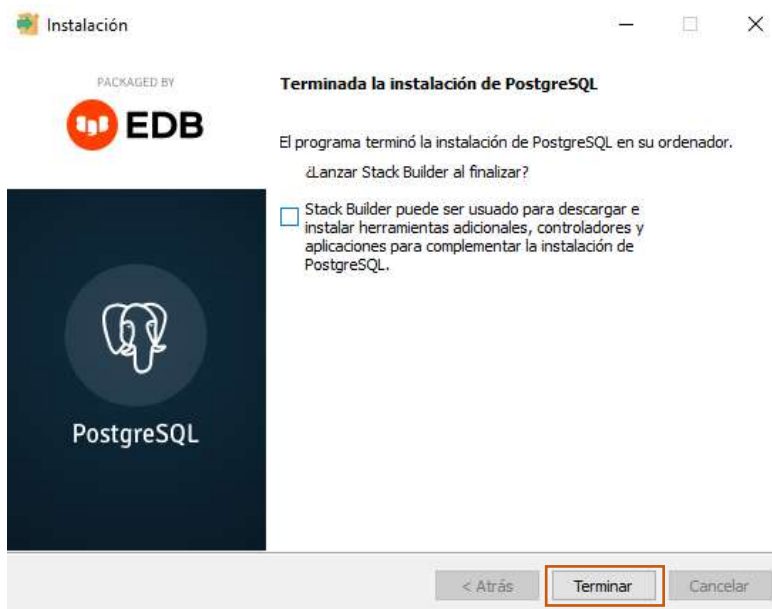 Instalación
PACKAGED BY
EDB
Terminada la instalación de PostgreSQL
El programa terminó la instalación de PostgreSQL en su ordenador.
¿Lanzar Stack Builder al finalizar?
Stack Builder puede ser usado para descargar e
instalar herramientas adicionales, controladores y
aplicaciones para complementar la instalación de
PostgreSQL.
PostgreSQL
< Atrás
Terminar
Cancelar